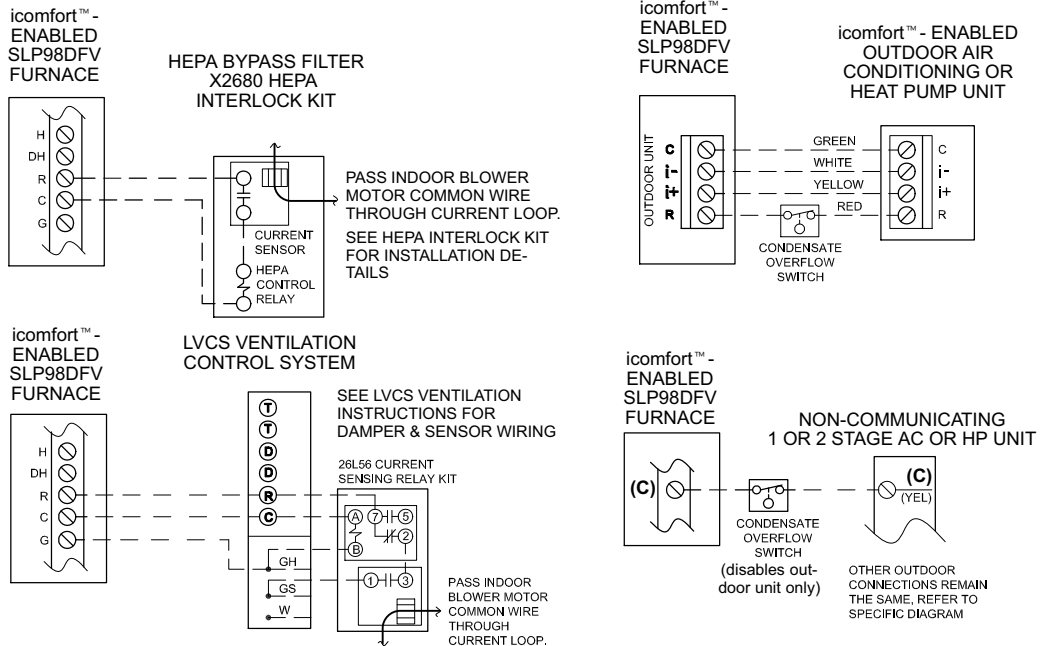 icomfort™-
ENABLED
SLP98DFV
FURNACE
HEPA BYPASS FILTER
X2680 HEPA
INTERLOCK KIT
H
DH
R
C
G
CURRENT
SENSOR
HEPA
CONTROL
RELAY
PASS INDOOR BLOWER
MOTOR COMMON WIRE
THROUGH CURRENT LOOP.
SEE HEPA INTERLOCK KIT
FOR INSTALLATION DE-
TAILS
icomfort™-
ENABLED
SLP98DFV
FURNACE
icomfort™- ENABLED
OUTDOOR AIR
CONDITIONING OR
HEAT PUMP UNIT
OUTDOOR UNIT
C
i-
i+
R
GREEN
WHITE
YELLOW
RED
C
i-
i+
R
CONDENSATE
OVERFLOW
SWITCH
icomfort™-
ENABLED
SLP98DFV
FURNACE
LVCS VENTILATION
CONTROL SYSTEM
H
DH
R
C
G
T
T
D
D
R
C
GH
GS
W
SEE LVCS VENTILATION
INSTRUCTIONS FOR
DAMPER & SENSOR WIRING
26L56 CURRENT
SENSING RELAY KIT
A
7
5
2
B
1
3
PASS INDOOR
BLOWER MOTOR
COMMON WIRE
THROUGH
CURRENT LOOP.
icomfort™-
ENABLED
SLP98DFV
FURNACE
NON-COMMUNICATING
1 OR 2 STAGE AC OR HP UNIT
(C)
(C)
(YEL)
CONDENSATE
OVERFLOW
SWITCH
(disables out-
door unit only)
OTHER OUTDOOR
CONNECTIONS REMAIN
THE SAME, REFER TO
SPECIFIC DIAGRAM